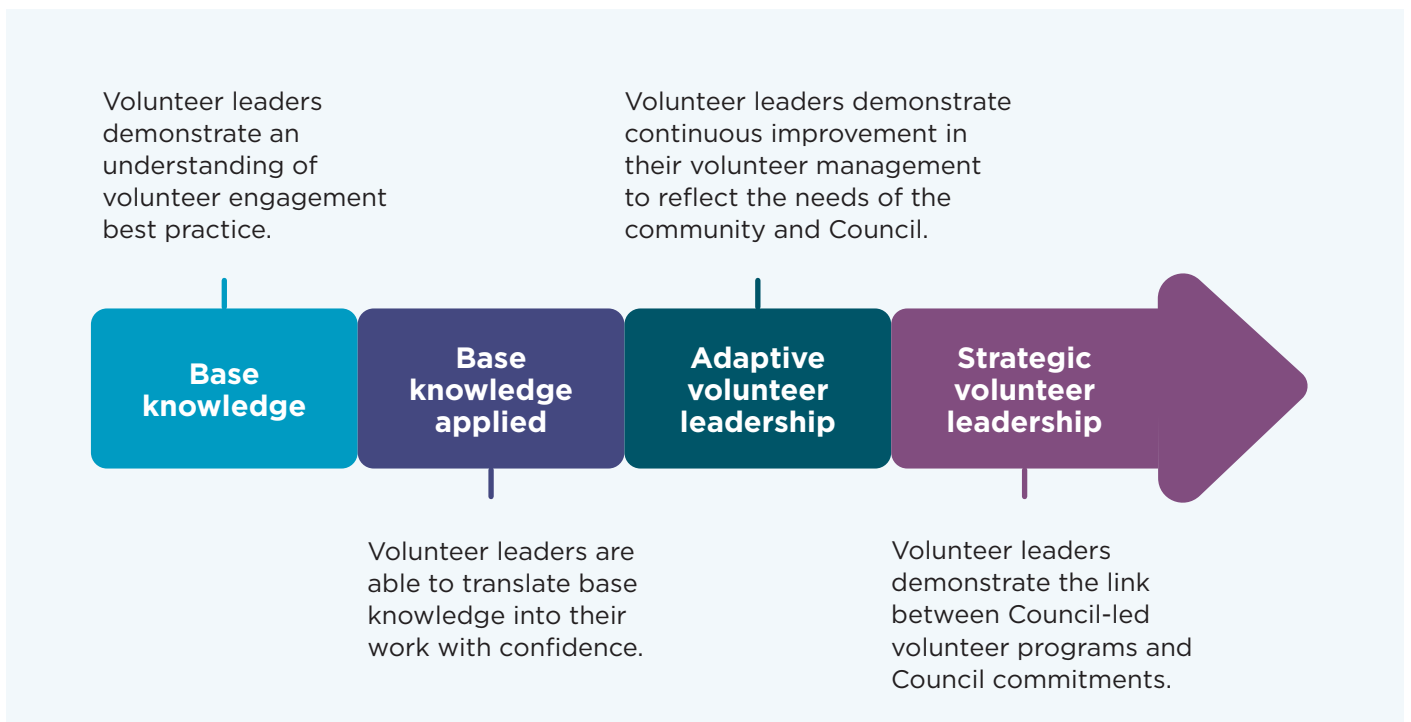 Volunteer leaders
demonstrate an
understanding of
volunteer engagement
best practice.
Volunteer leaders demonstrate
continuous improvement in
their volunteer management
to reflect the needs of the
community and Council.
Base
knowledge
Base
knowledge
applied
Adaptive
volunteer
leadership
Strategic
volunteer
leadership
Volunteer leaders are
able to translate base
knowledge into their
work with confidence.
Volunteer leaders
demonstrate the link
between Council-led
volunteer programs and
Council commitments.